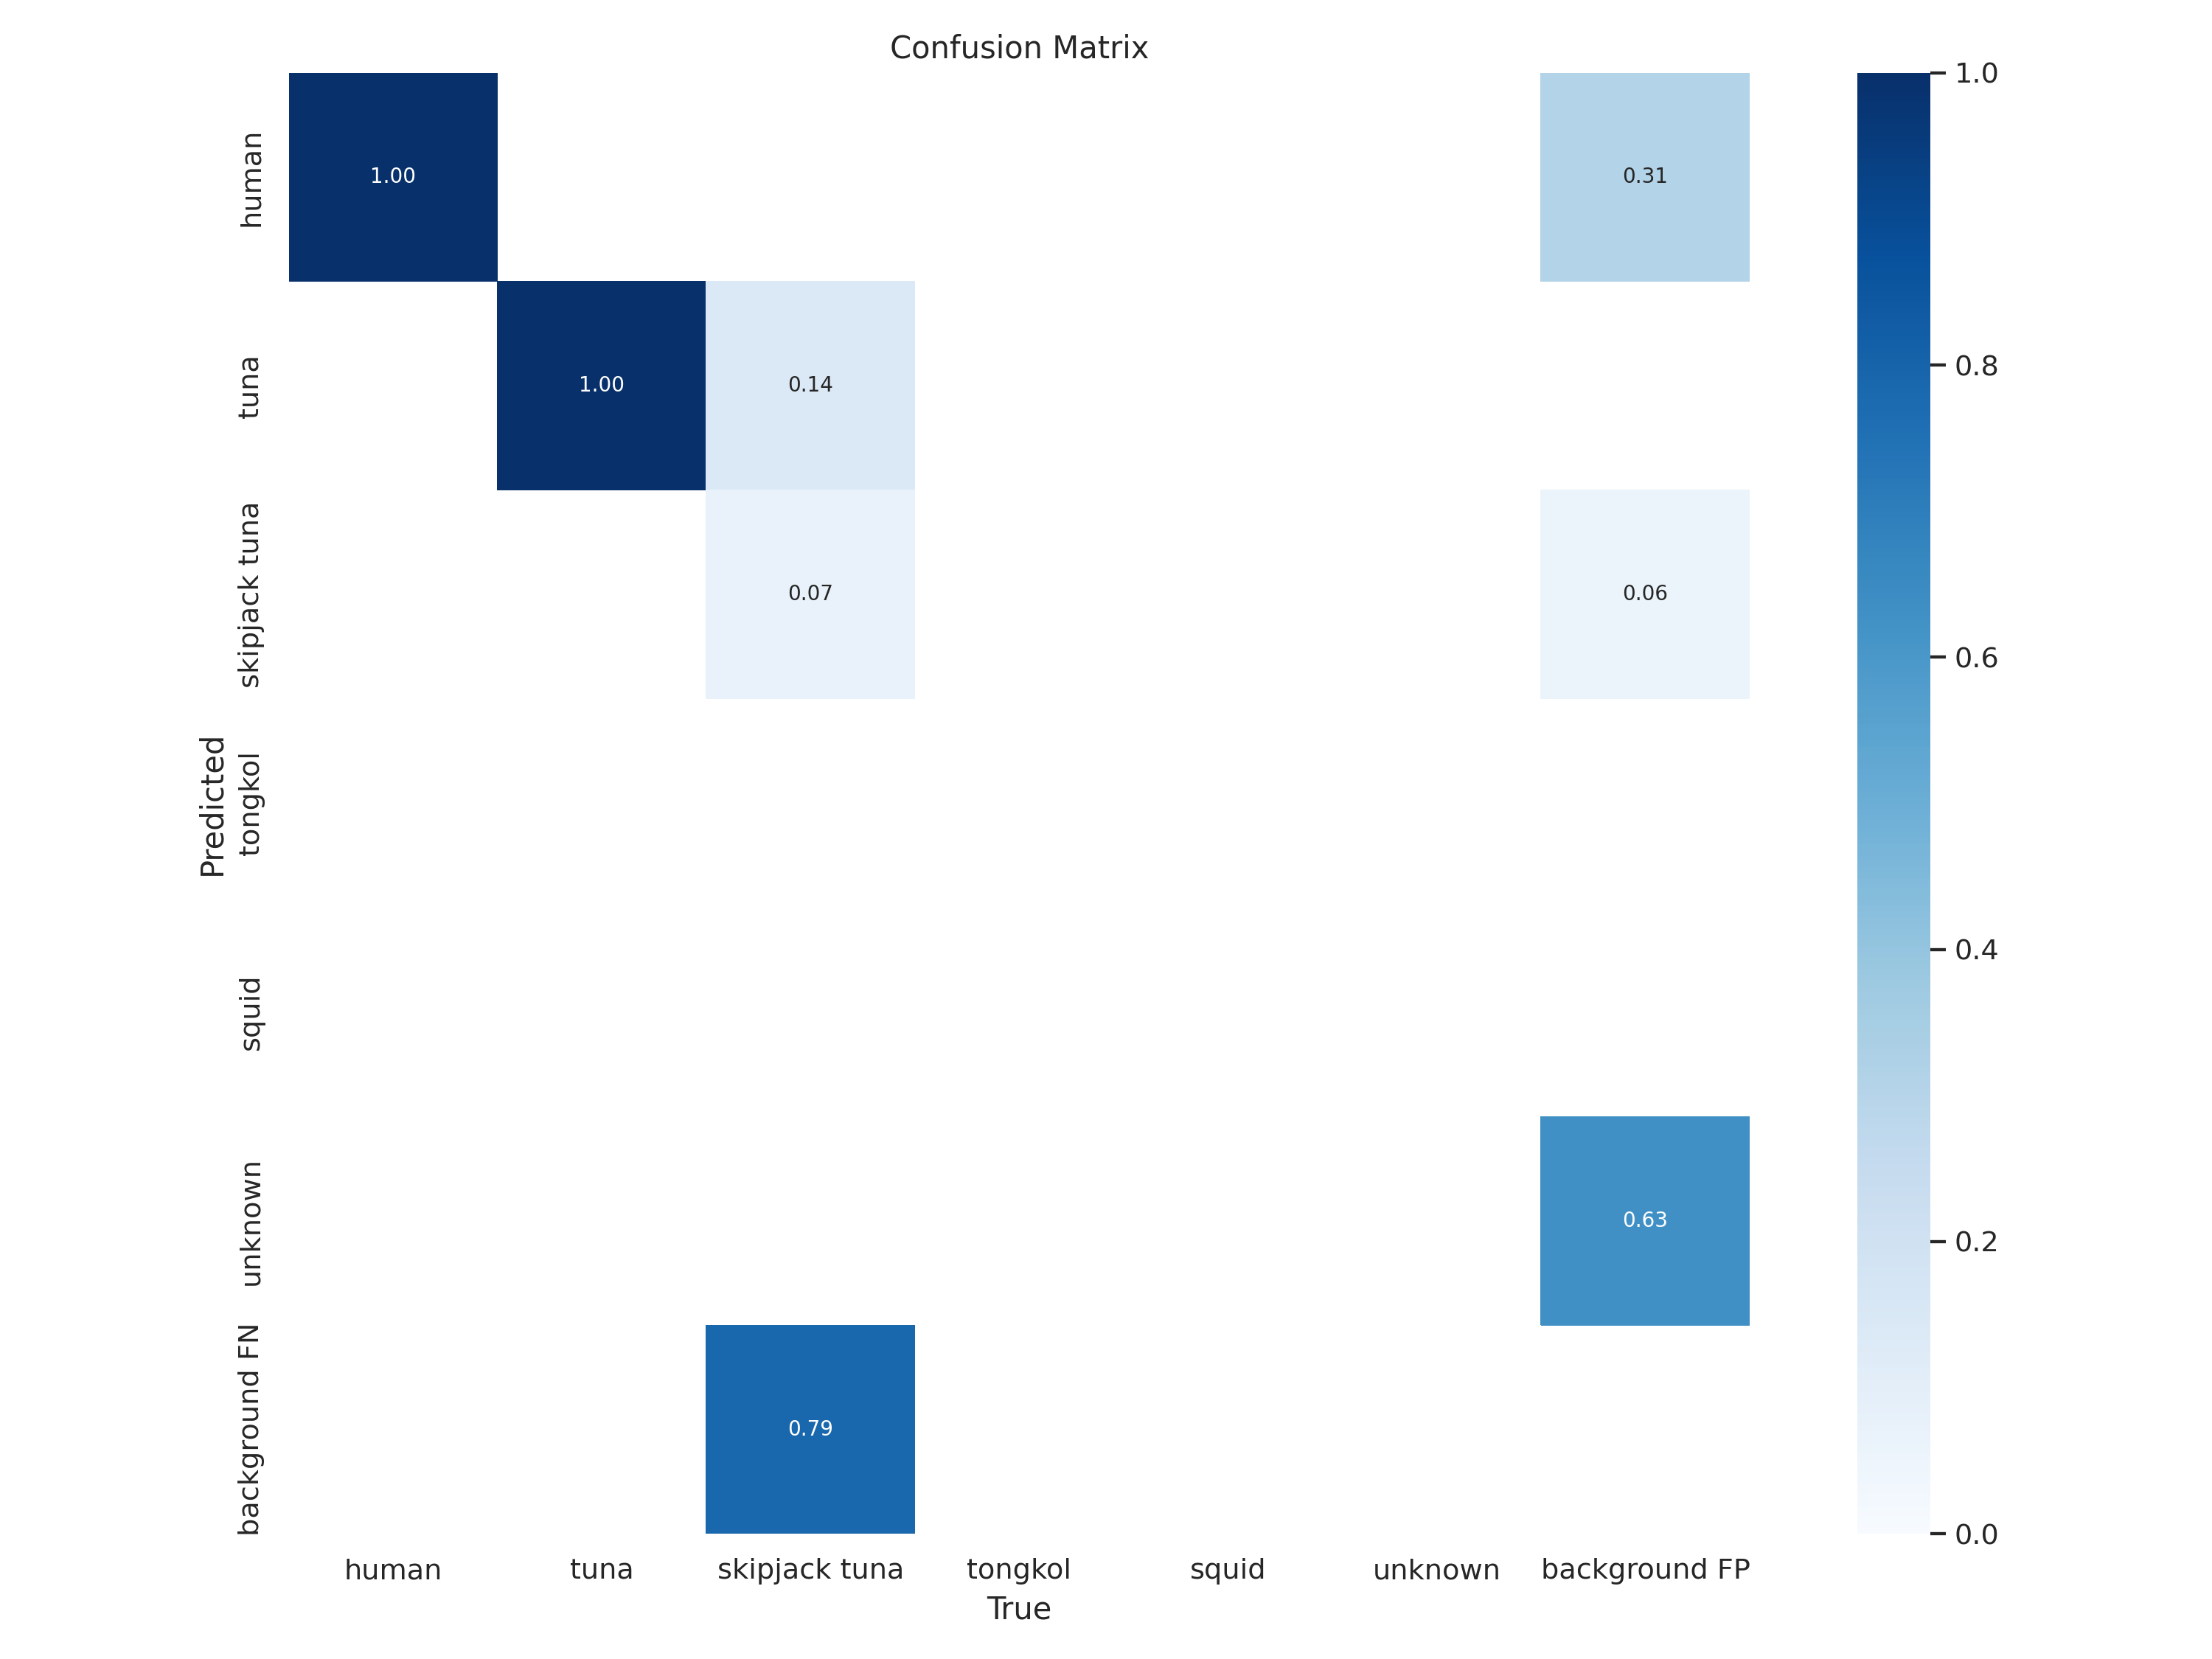 Confusion Matrix
human
tuna
skipjack tuna
tongkol
squid
unknown
background FN
Predicted
1.00
0.31
1.00
0.14
0.07
0.06
0.63
0.79
human
tuna
skipjack tuna
tongkol
squid
unknown
background FP
True
1.0
0.8
0.6
0.4
0.2
0.0